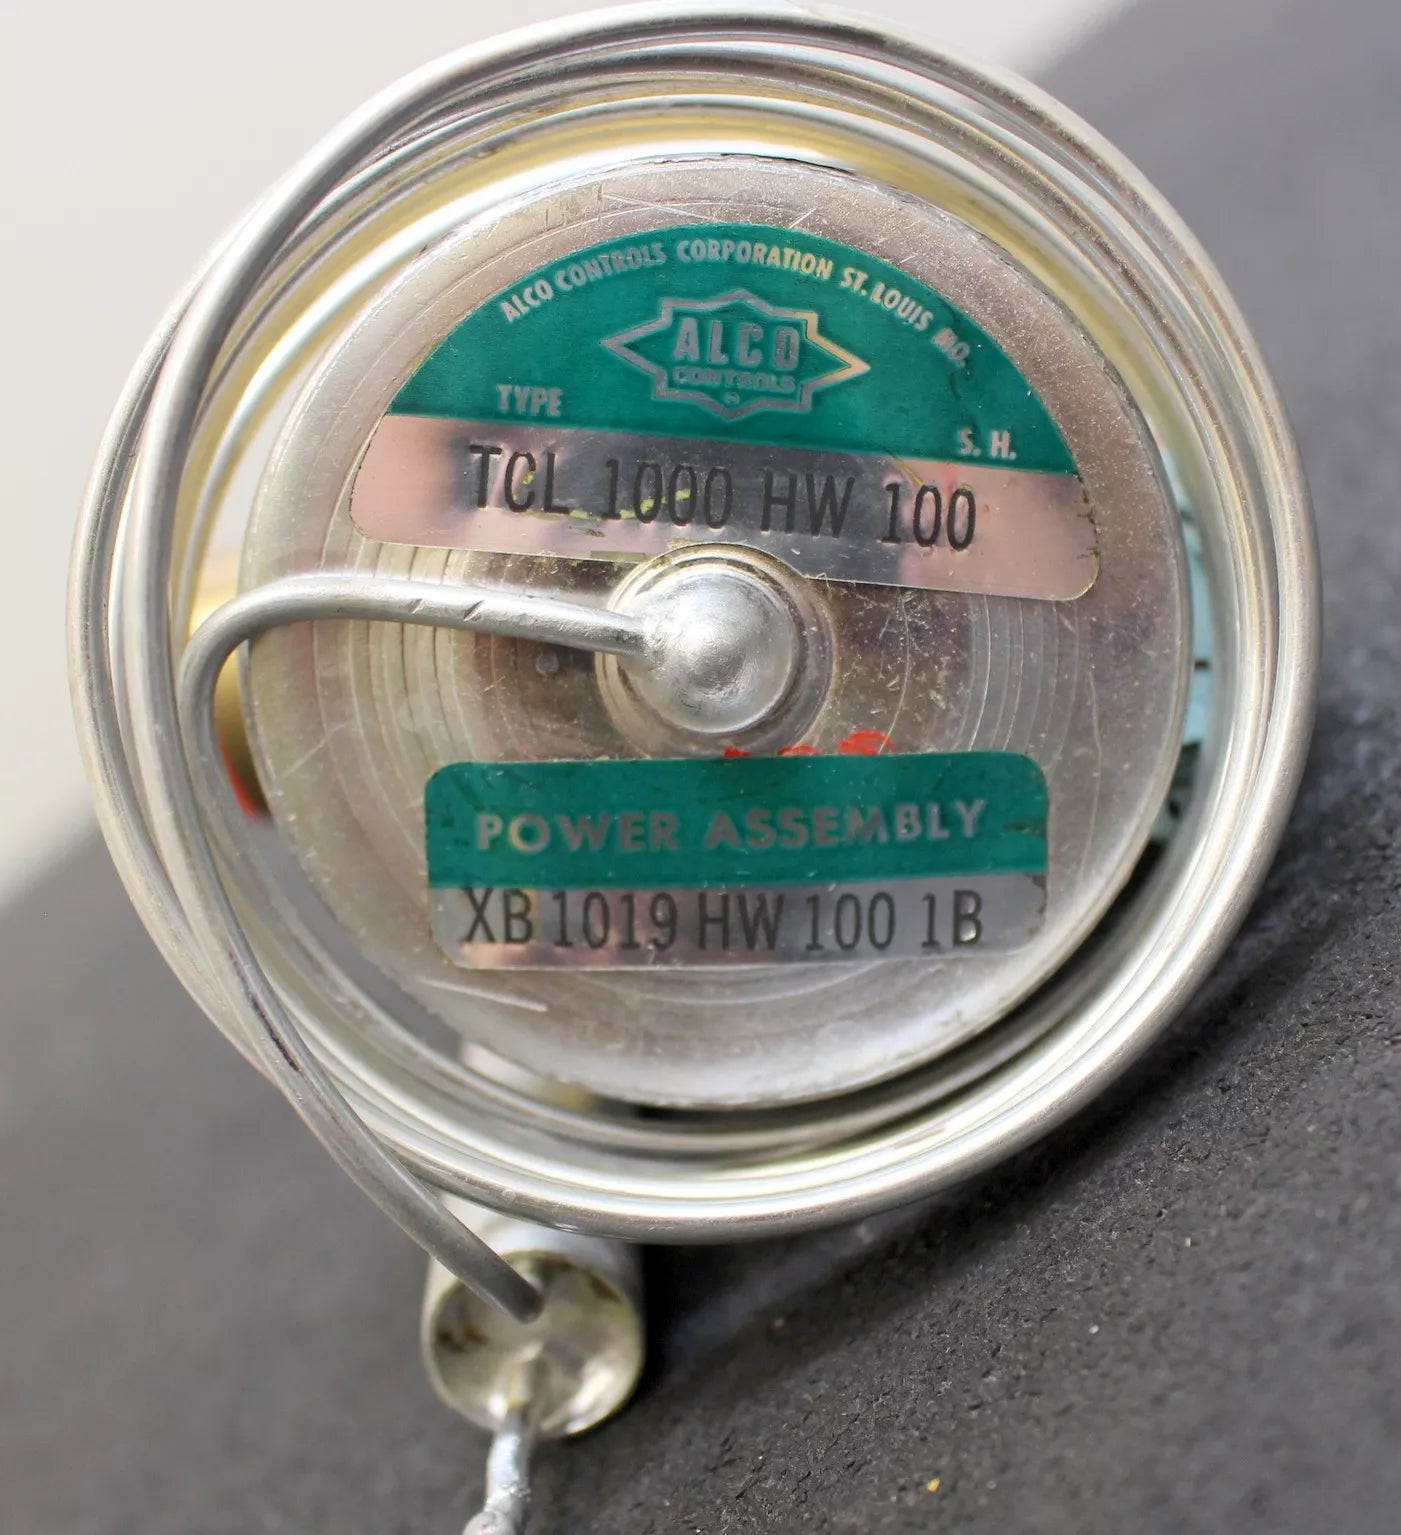 ALCO CONTROLS CORPORATION ST. LOUIS MO.
ALCO
CONTROLS
TYPE
S. H.
TCL 1000 HW 100
POWER ASSEMBLY
XB 1019 HW 100 1B